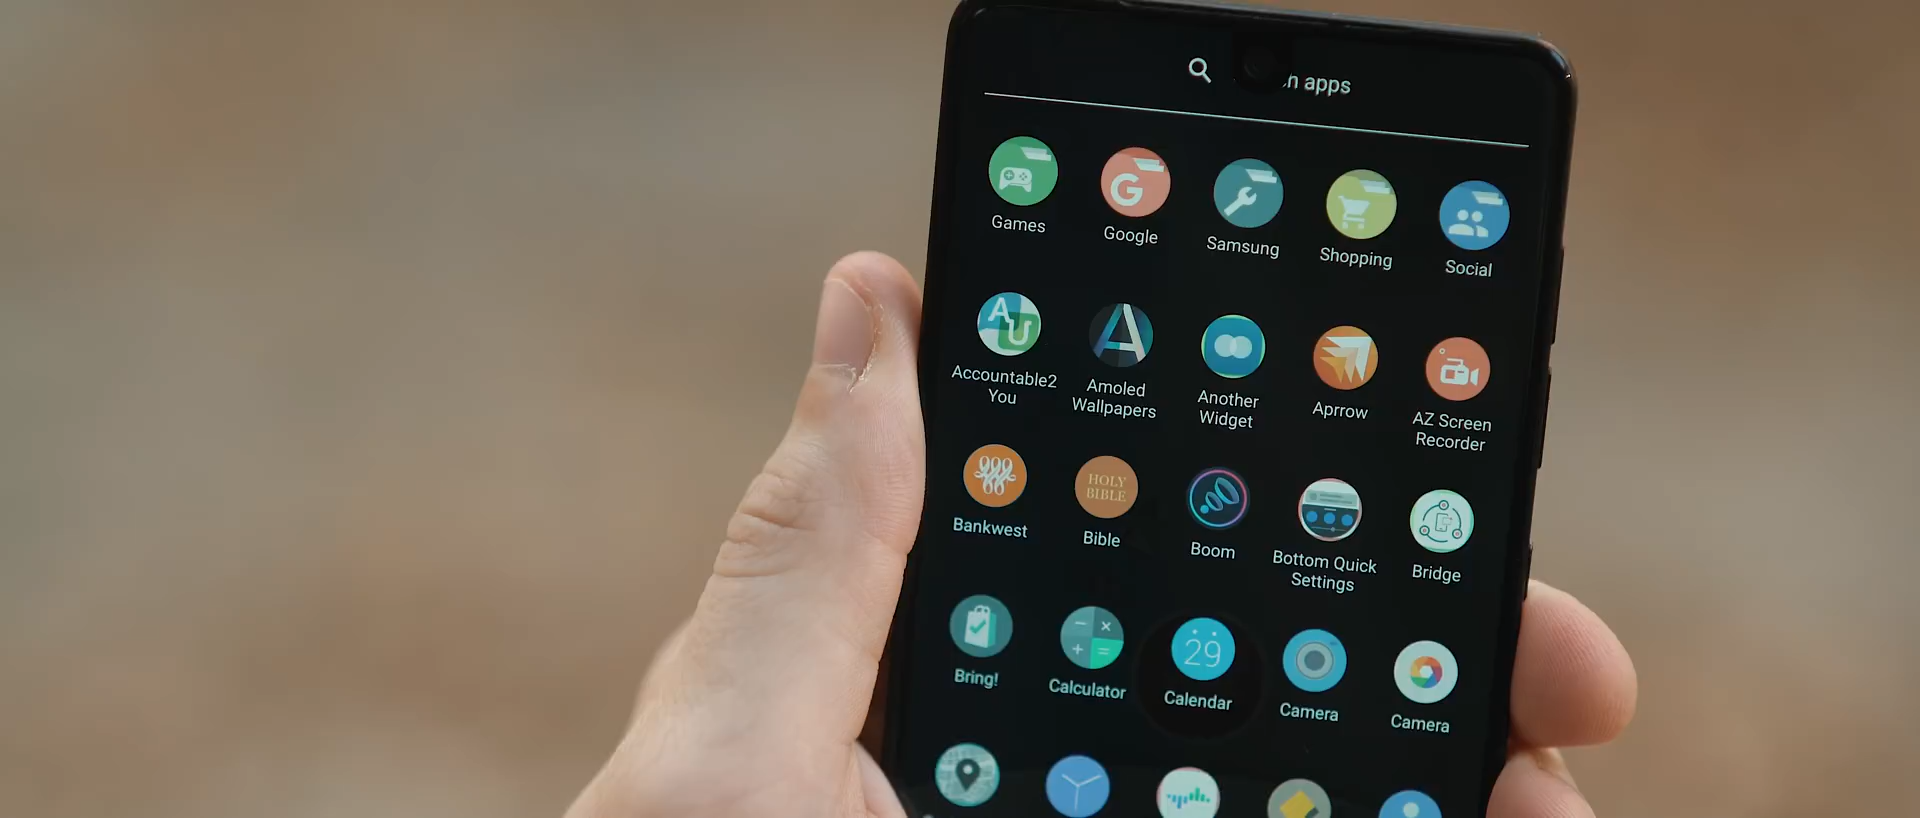 apps
Games
Google
Samsung
Shopping
Social
A
U
Accountable2
You
Amoled
Wallpapers
Another
Widget
Aprrow
AZ Screen
Recorder
Bankwest
HOLY
BIBLE
Bible
Boom
Bottom Quick
Settings
Bridge
Bring!
Calculator
29
Calendar
Camera
Camera